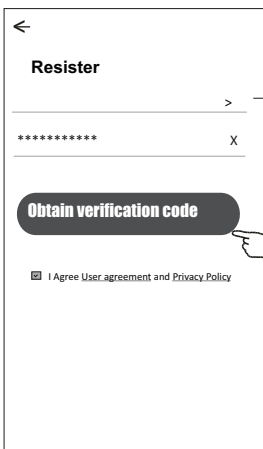 Resister
>
*********** X
Obtain verification code
I Agree User agreement and Privacy Policy